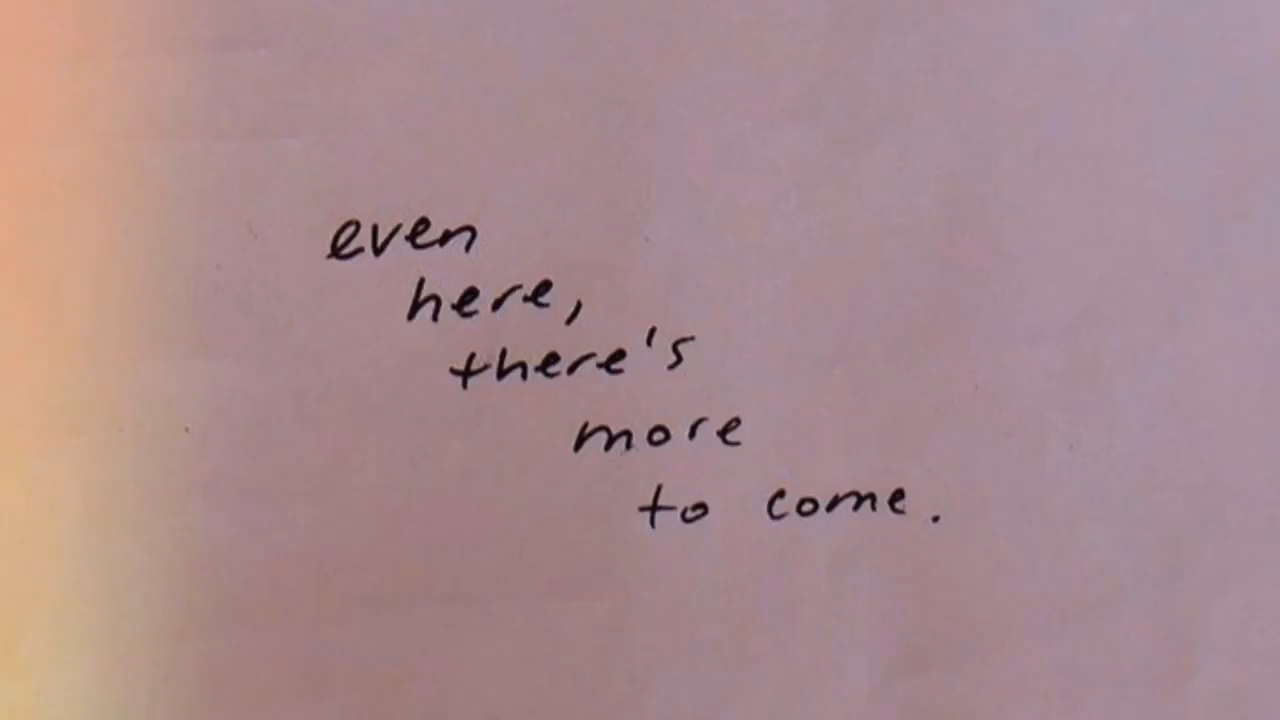 even
here,
there's
more
to come.